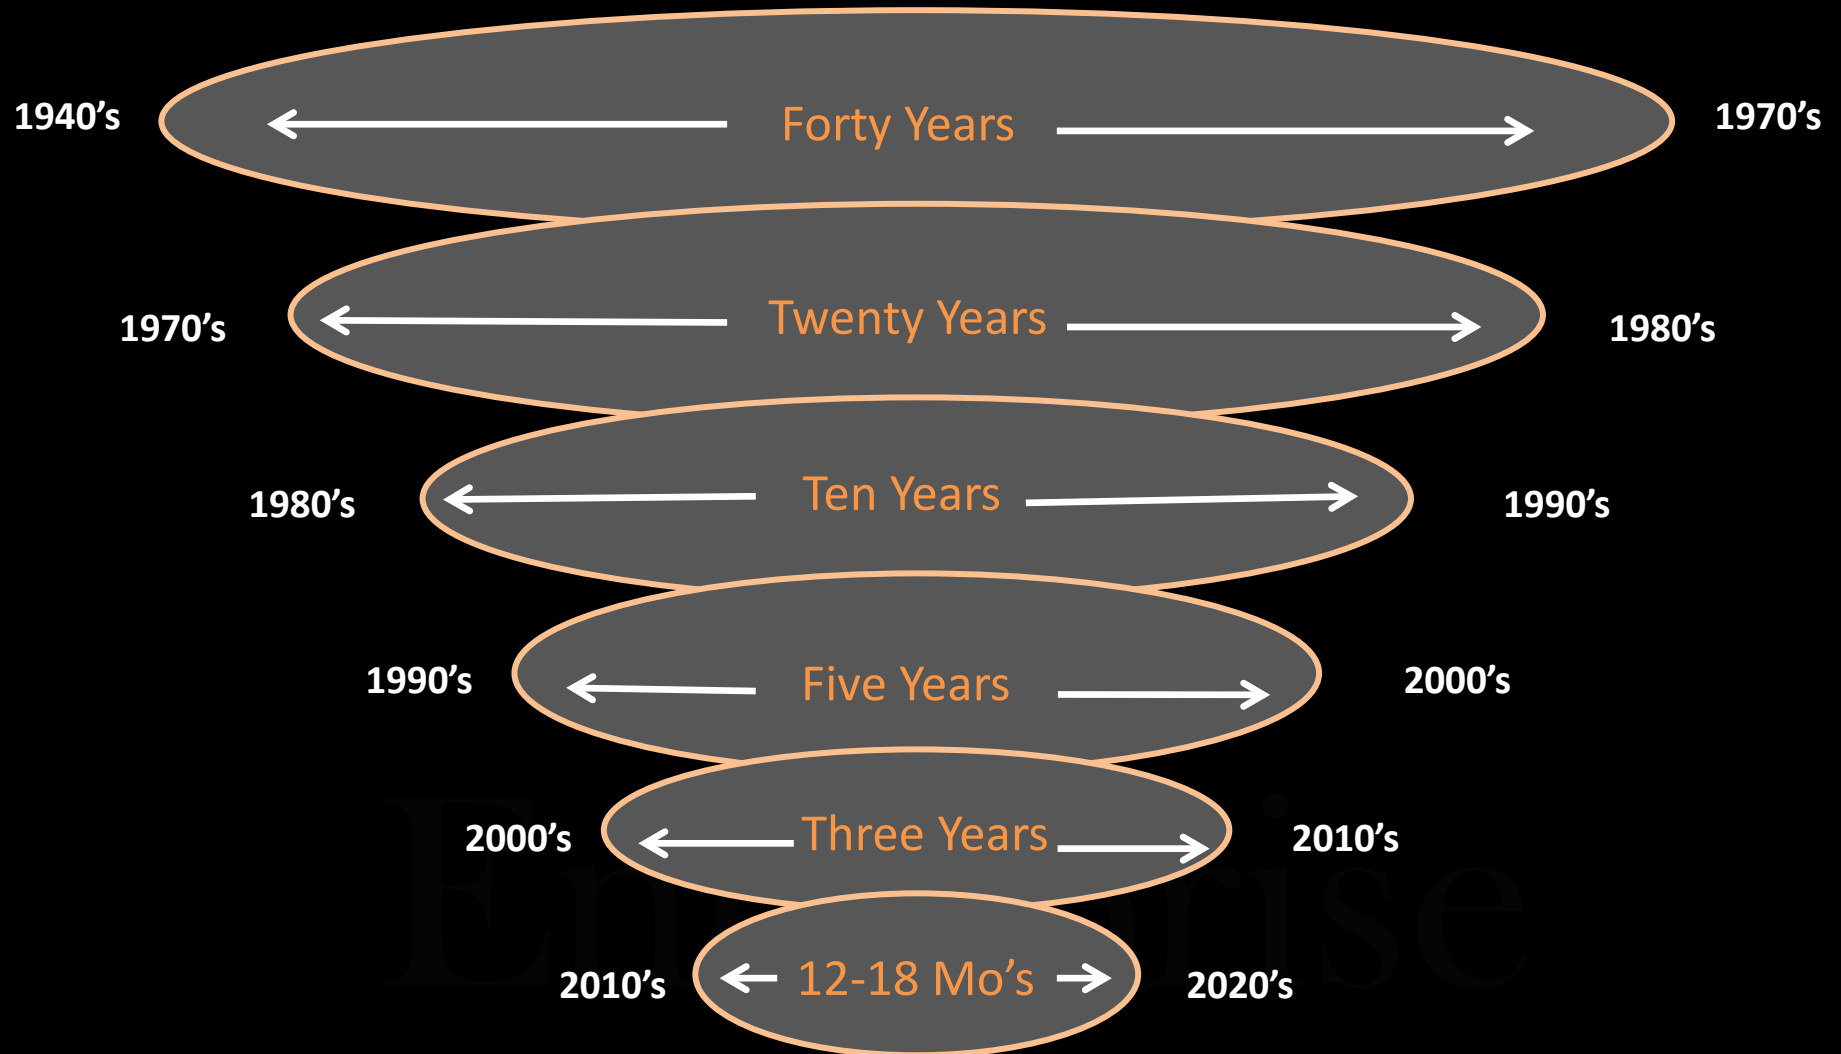 1940’s Forty Years 1970’s
1970’s Twenty Years 1980’s
1980’s Ten Years 1990’s
1990’s Five Years 2000’s
2000’s Three Years 2010’s
2010’s 12-18 Mo’s 2020’s